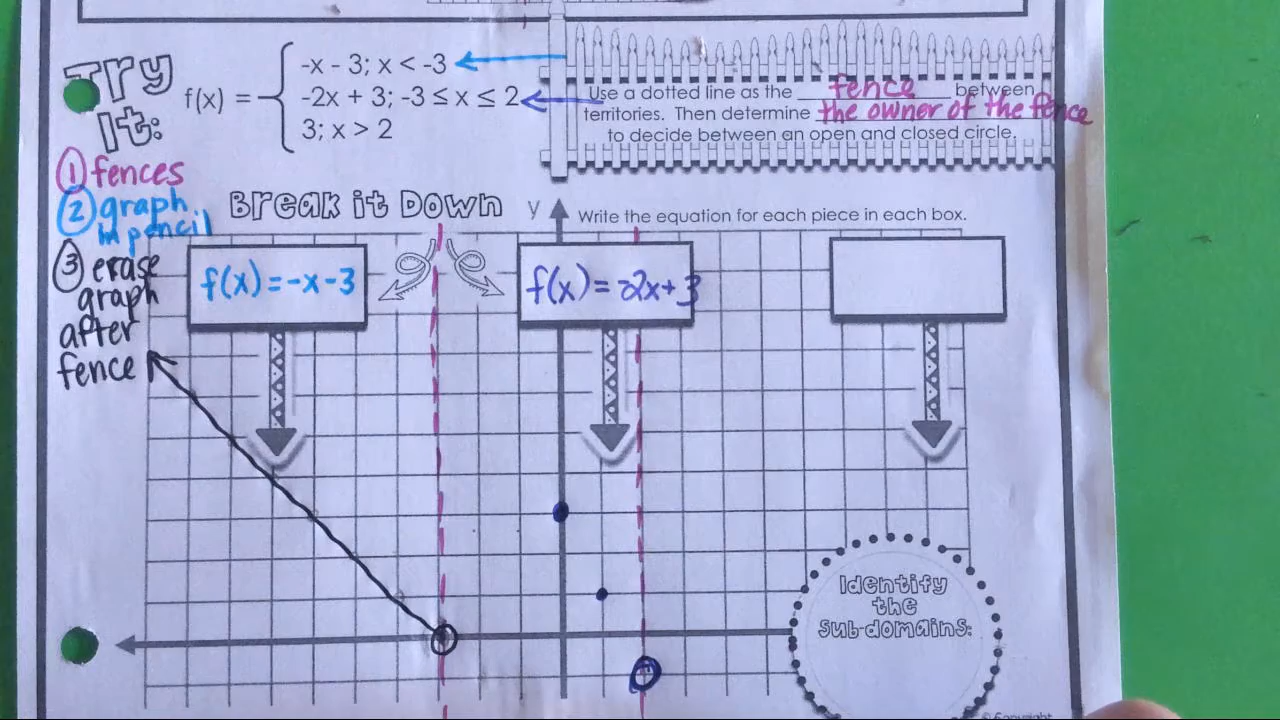 Try It:
f(x) =
-x - 3; x < -3
-2x + 3; -3 ≤ x ≤ 2
3; x > 2
Use a dotted line as the fence between
territories. Then determine the owner of the fence
to decide between an open and closed circle.
① fences
② graph
in pencil
③ erase
graph
after
fence
Break it Down
y
Write the equation for each piece in each box.
f(x) = -x - 3
f(x) = -2x + 3
Identify
the
sub-domains: